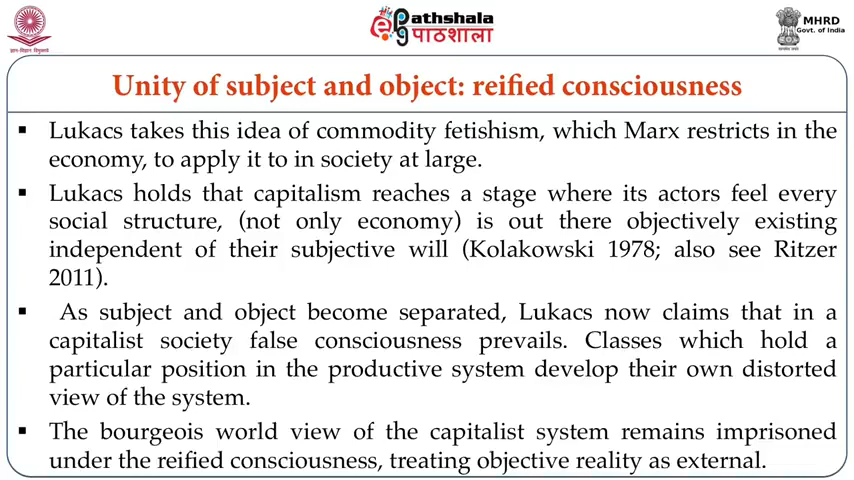 सत्यमेव जयते
Pathshala
पाठशाला
MHRD
Govt. of India
Unity of subject and object: reified consciousness
▪ Lukacs takes this idea of commodity fetishism, which Marx restricts in the
economy, to apply it to in society at large.
▪ Lukacs holds that capitalism reaches a stage where its actors feel every
social structure, (not only economy) is out there objectively existing
independent of their subjective will (Kolakowski 1978; also see Ritzer
2011).
▪ As subject and object become separated, Lukacs now claims that in a
capitalist society false consciousness prevails. Classes which hold a
particular position in the productive system develop their own distorted
view of the system.
▪ The bourgeois world view of the capitalist system remains imprisoned
under the reified consciousness, treating objective reality as external.